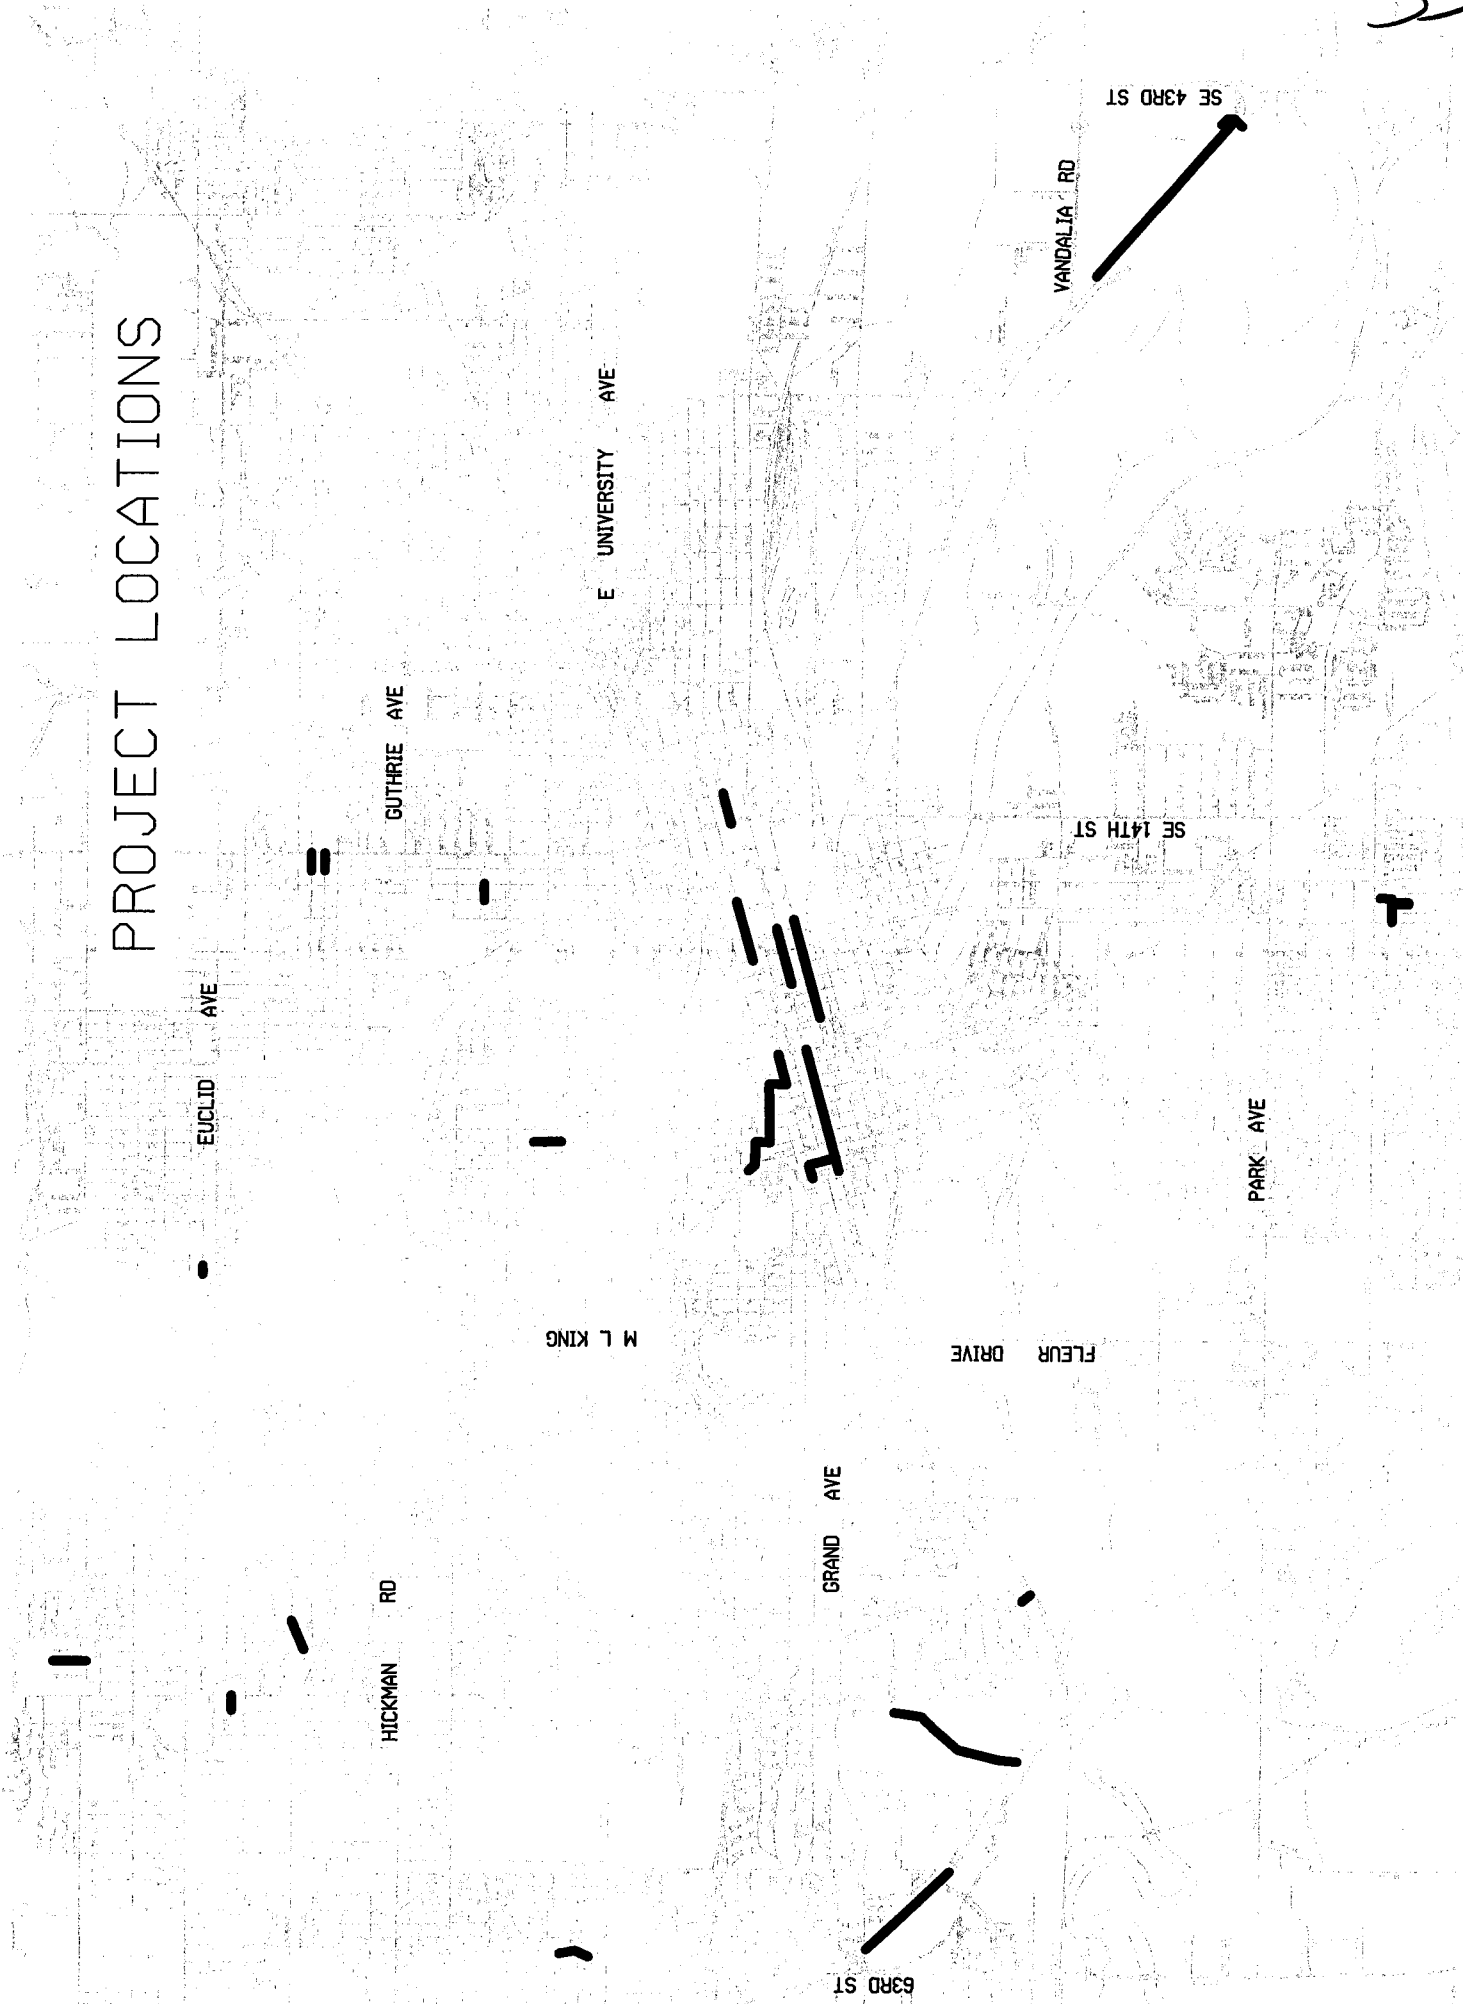 PROJECT LOCATIONS
EUCLID AVE
GUTHRIE AVE
E UNIVERSITY AVE
HICKMAN RD
M L KING
GRAND AVE
FLEUR DRIVE
63RD ST
PARK AVE
SE 14TH ST
VANDALIA RD
SE 43RD ST